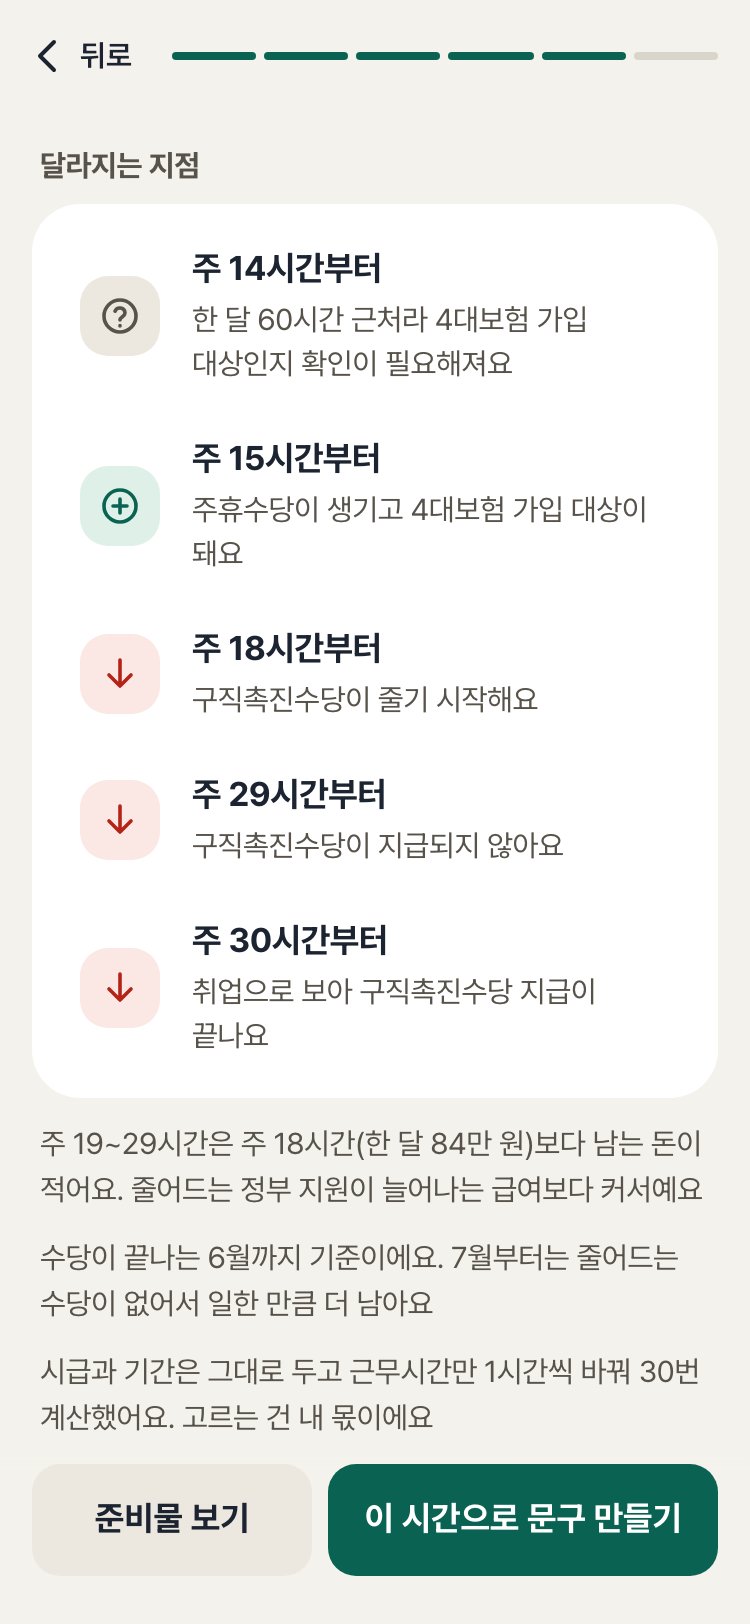 뒤로
달라지는 지점
주 14시간부터
한 달 60시간 근처라 4대보험 가입
대상인지 확인이 필요해져요
주 15시간부터
주휴수당이 생기고 4대보험 가입 대상이
돼요
주 18시간부터
구직촉진수당이 줄기 시작해요
주 29시간부터
구직촉진수당이 지급되지 않아요
주 30시간부터
취업으로 보아 구직촉진수당 지급이
끝나요
주 19~29시간은 주 18시간(한 달 84만 원)보다 남는 돈이
적어요. 줄어드는 정부 지원이 늘어나는 급여보다 커서예요
수당이 끝나는 6월까지 기준이에요. 7월부터는 줄어드는
수당이 없어서 일한 만큼 더 남아요
시급과 기간은 그대로 두고 근무시간만 1시간씩 바꿔 30번
계산했어요. 고르는 건 내 몫이에요
준비물 보기
이 시간으로 문구 만들기